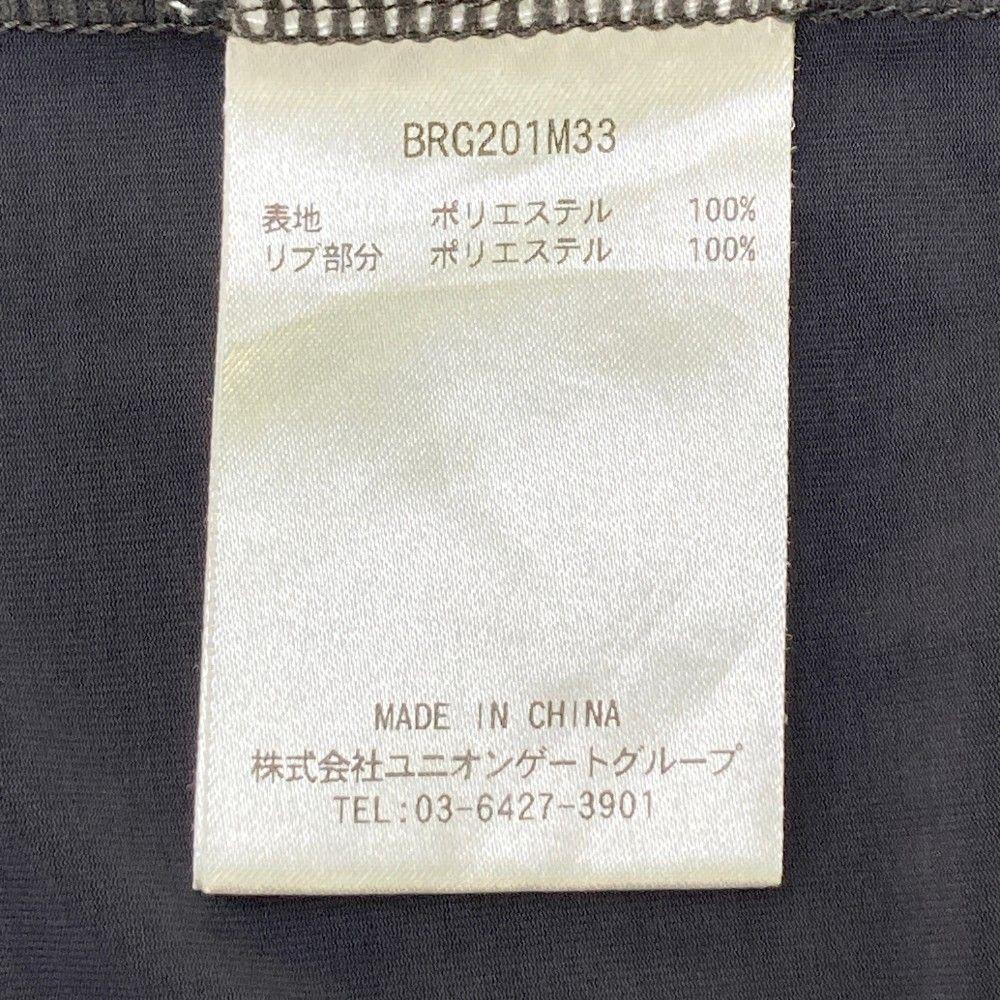 BRG201M33
表地 ポリエステル 100%
リブ部分 ポリエステル 100%
MADE IN CHINA
株式会社ユニオンゲートグループ
TEL:03-6427-3901